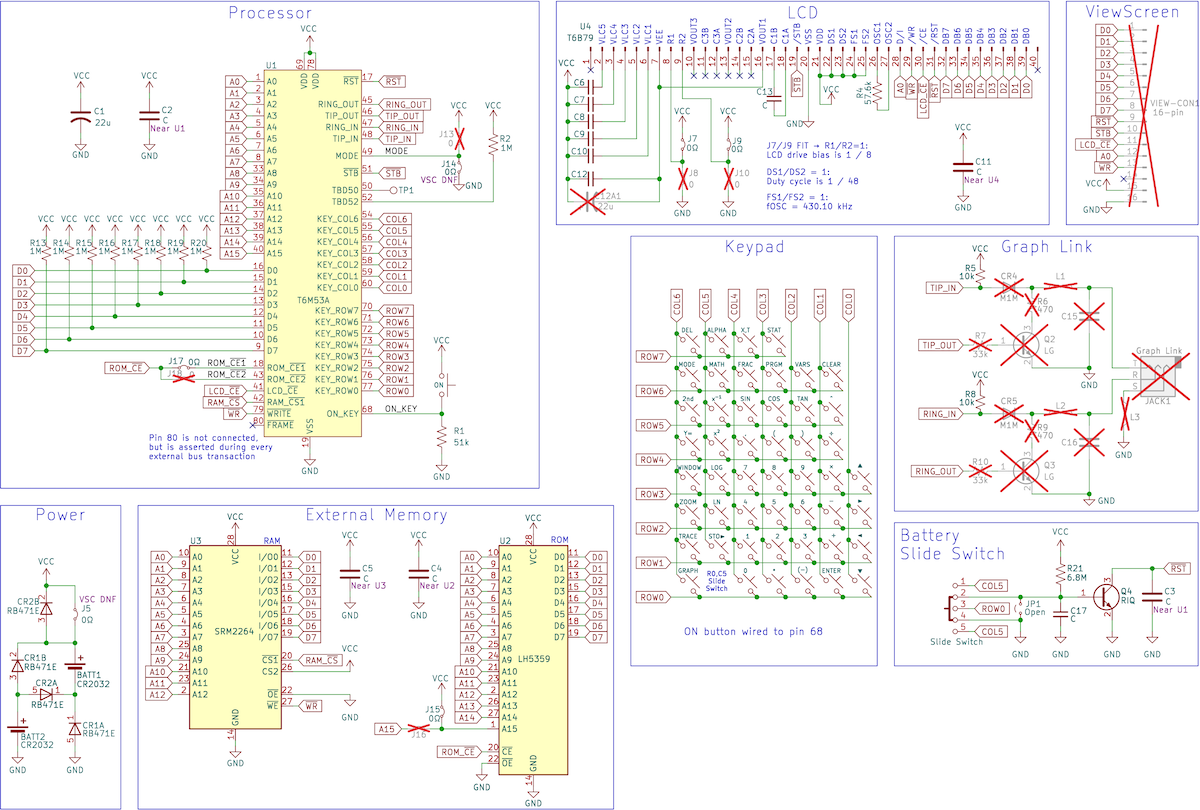 Processor
VCC
U1
69
78
VDD
VDD
VCC
C1
22u
GND
VCC
C2
C
Near U1
GND
A0
A1
A2
A3
A4
A5
A6
A7
A8
A9
A10
A11
A12
A13
A14
A15
1
2
3
4
5
6
7
8
33
34
35
36
37
38
39
40
A0
A1
A2
A3
A4
A5
A6
A7
A8
A9
A10
A11
A12
A13
A14
A15
RST
17
RST
RING_OUT
45
RING_OUT
TIP_OUT
46
TIP_OUT
RING_IN
47
RING_IN
TIP_IN
48
TIP_IN
MODE
49
MODE
STB
51
STB
TBD50
50
TP1
TBD52
52
VCC
J13
0
J14
0Ω
VSC DNF
GND
VCC
R2
1M
KEY_COL6
54
COL6
KEY_COL5
55
COL5
KEY_COL4
56
COL4
KEY_COL3
57
COL3
KEY_COL2
58
COL2
KEY_COL1
59
COL1
KEY_COL0
60
COL0
T6M53A
KEY_ROW7
70
ROW7
KEY_ROW6
71
ROW6
KEY_ROW5
72
ROW5
KEY_ROW4
73
ROW4
KEY_ROW3
74
ROW3
KEY_ROW2
75
ROW2
KEY_ROW1
76
ROW1
KEY_ROW0
77
ROW0
ON_KEY
68
ON_KEY
VCC
ON
R1
51k
GND
VCC VCC VCC VCC VCC VCC VCC VCC
R13
1M
R14
1M
R15
1M
R16
1M
R17
1M
R18
1M
R19
1M
R20
1M
D0
D1
D2
D3
D4
D5
D6
D7
16
15
14
13
12
11
10
9
D0
D1
D2
D3
D4
D5
D6
D7
ROM_CE
J17 0Ω
J18 0
ROM_CE1
18
ROM_CE1
ROM_CE2
43
ROM_CE2
LCD_CE
41
LCD_CE
RAM_CS
42
RAM_CS1
WR
79
WRITE
80
FRAME
VSS
19
GND
Pin 80 is not connected,
but is asserted during every
external bus transaction
LCD
U4
T6B79
VLC5
VLC4
VLC3
VLC2
VLC1
VEE
R1
R2
VOUT3
C3B
C3A
VOUT2
C2B
C2A
VOUT1
C1B
C1A
/STB
VSS
VDD
DS1
DS2
FS1
FS2
OSC1
OSC2
D/I
/WR
/CE
/RST
DB7
DB6
DB5
DB4
DB3
DB2
DB1
DB0
1 2 3 4 5 6 7 8 9 10 11 12 13 14 15 16 17 18 19 20 21 22 23 24 25 26 27 28 29 30 31 32 33 34 35 36 37 38 39 40
VCC
C6
C7
C8
C9
C10
C12
C12A1
22u
GND
VCC
J7
0Ω
J8
0
GND
VCC
J9
0Ω
J10
0
GND
C13
C
STB
GND
VCC
R4
57.6k
A0
WR
LCD_CE
RST
D7
D6
D5
D4
D3
D2
D1
D0
J7/J9 FIT → R1/R2=1:
LCD drive bias is 1 / 8
DS1/DS2 = 1:
Duty cycle is 1 / 48
FS1/FS2 = 1:
fOSC = 430.10 kHz
VCC
C11
C
Near U4
GND
ViewScreen
D0
D1
D2
D3
D4
D5
D6
D7
RST
STB
LCD_CE
A0
WR
VCC
GND
VIEW-CON1
16-pin
Keypad
COL6
COL5
COL4
COL3
COL2
COL1
COL0
DEL
ALPHA
X,T
STAT
ROW7
MODE
MATH
FRAC
PRGM
VARS
CLEAR
ROW6
2nd
x⁻¹
SIN
COS
TAN
^
ROW5
Y=
x²
,
(
)
÷
ROW4
WINDOW
LOG
7
8
9
×
▲
ROW3
ZOOM
LN
4
5
6
−
▶
ROW2
TRACE
STO▶
1
2
3
+
◀
ROW1
GRAPH
R0,C5
Slide
Switch
0
.
(−)
ENTER
▼
ROW0
ON button wired to pin 68
Graph Link
VCC
R5
10k
TIP_IN
CR4
M1M
L1
R6
470
C15
TIP_OUT
R7
33k
Q2
LG
GND
Graph Link
T
R
S
JACK1
VCC
R8
10k
RING_IN
CR5
M1M
L2
L3
GND
R9
470
C16
RING_OUT
R10
33k
Q3
LG
GND
Power
VCC
CR2B
RB471E
VSC DNF
J5
0Ω
CR1B
RB471E
BATT1
CR2032
CR2A
RB471E
BATT2
CR2032
CR1A
RB471E
GND
GND
External Memory
U3
VCC
28
RAM
VCC
A0
A1
A2
A3
A4
A5
A6
A7
A8
A9
A10
A11
A12
10
9
8
7
6
5
4
3
25
24
21
23
2
A0
A1
A2
A3
A4
A5
A6
A7
A8
A9
A10
A11
A12
I/O0
I/O1
I/O2
I/O3
I/O4
I/O5
I/O6
I/O7
11
12
13
15
16
17
18
19
D0
D1
D2
D3
D4
D5
D6
D7
SRM2264
CS1
20
RAM_CS
CS2
26
VCC
OE
22
GND
WE
27
WR
GND
14
GND
VCC
C5
C
Near U3
GND
VCC
C4
C
Near U2
GND
U2
VCC
28
ROM
VCC
A0
A1
A2
A3
A4
A5
A6
A7
A8
A9
A10
A11
A12
A13
A14
10
9
8
7
6
5
4
3
25
24
21
23
2
26
27
1
A0
A1
A2
A3
A4
A5
A6
A7
A8
A9
A10
A11
A12
A13
A14
A15
D0
D1
D2
D3
D4
D5
D6
D7
11
12
13
15
16
17
18
19
D0
D1
D2
D3
D4
D5
D6
D7
LH5359
VCC
J15
0Ω
A15
J16
ROM_CE
20
CE
22
OE
GND
GND
14
GND
Battery
Slide Switch
1
2
3
4
5
COL5
ROW0
COL5
Slide Switch
JP1
Open
GND
VCC
R21
6.8M
C17
GND
1
3
2
Q4
RIQ
GND
RST
C3
C
Near U1
GND